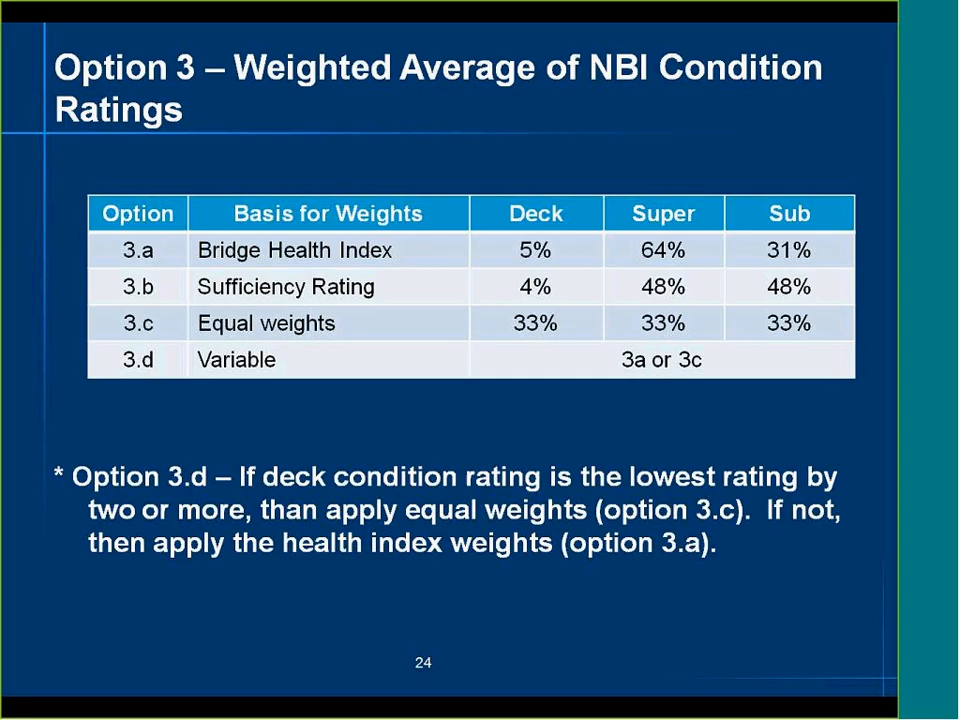 Option 3 – Weighted Average of NBI Condition
Ratings
Option Basis for Weights Deck Super Sub
3.a Bridge Health Index 5% 64% 31%
3.b Sufficiency Rating 4% 48% 48%
3.c Equal weights 33% 33% 33%
3.d Variable 3a or 3c
* Option 3.d – If deck condition rating is the lowest rating by
two or more, than apply equal weights (option 3.c). If not,
then apply the health index weights (option 3.a).
24